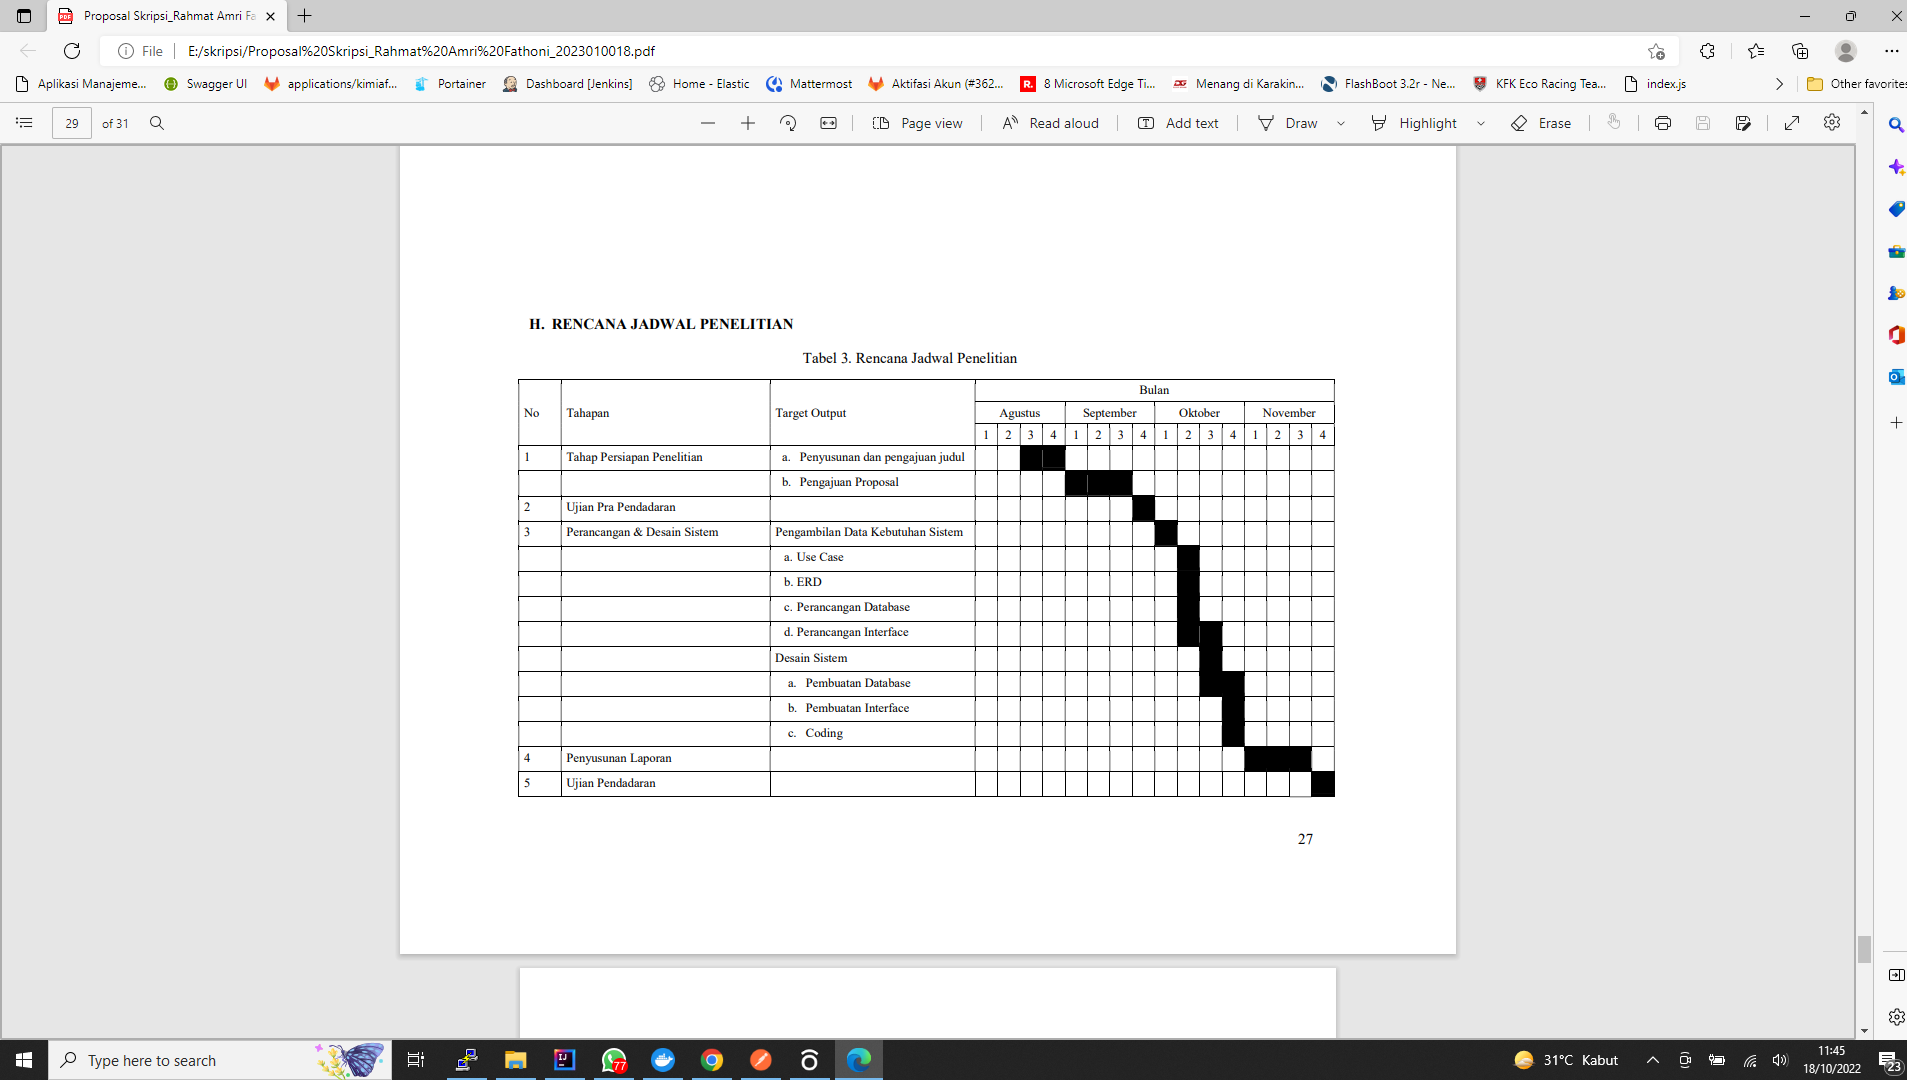 Proposal Skripsi_Rahmat Amri Fa
File
E:/skripsi/Proposal%20Skripsi_Rahmat%20Amri%20Fathoni_2023010018.pdf
Aplikasi Manajeme...
Swagger UI
applications/kimiaf...
Portainer
Dashboard [Jenkins]
Home - Elastic
Mattermost
Aktifasi Akun (#362...
8 Microsoft Edge Ti...
Menang di Karakin...
FlashBoot 3.2r - Ne...
KFK Eco Racing Tea...
index.js
Other favorites
29 of 31
Page view
Read aloud
Add text
Draw
Highlight
Erase
H. RENCANA JADWAL PENELITIAN
Tabel 3. Rencana Jadwal Penelitian
No Tahapan Target Output Bulan
Agustus September Oktober November
1 2 3 4 1 2 3 4 1 2 3 4 1 2 3 4
1 Tahap Persiapan Penelitian a. Penyusunan dan pengajuan judul
b. Pengajuan Proposal
2 Ujian Pra Pendadaran
3 Perancangan & Desain Sistem Pengambilan Data Kebutuhan Sistem
a. Use Case
b. ERD
c. Perancangan Database
d. Perancangan Interface
Desain Sistem
a. Pembuatan Database
b. Pembuatan Interface
c. Coding
4 Penyusunan Laporan
5 Ujian Pendadaran
27
Type here to search
77
31°C Kabut
11:45
18/10/2022
23